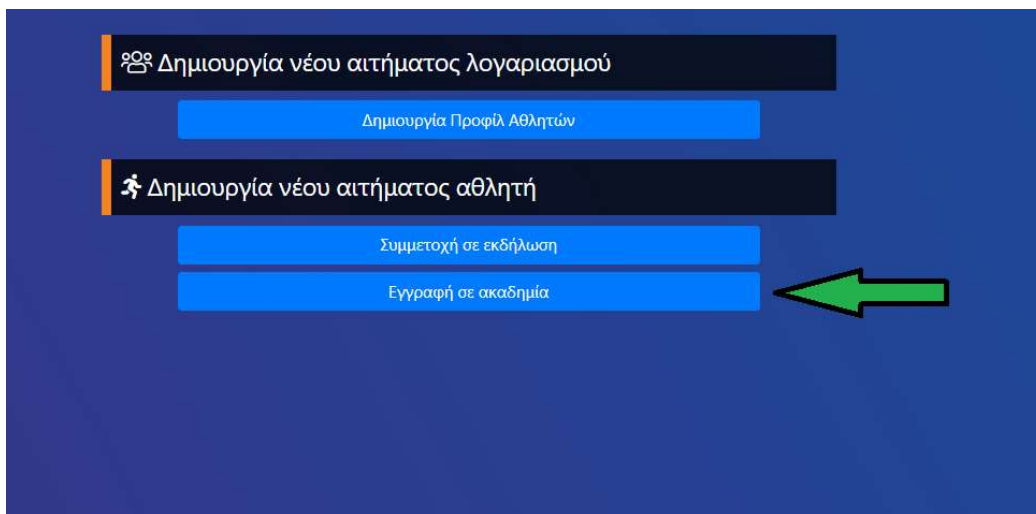 Δημιουργία νέου αιτήματος λογαριασμού
Δημιουργία Προφίλ Αθλητών
Δημιουργία νέου αιτήματος αθλητή
Συμμετοχή σε εκδήλωση
Εγγραφή σε ακαδημία